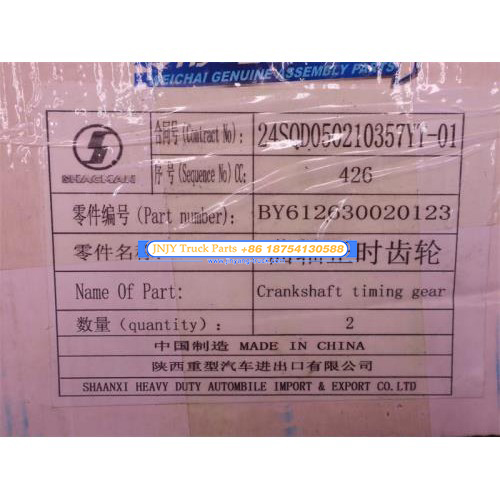 WEICHAI GENUINE ASSEMBLY PARTS
SHACMAN
合同号(Contract No): 24SQD050210357YY-01
序号(Sequence No)CC: 426
零件编号(Part number): BY612630020123
零件名称: 时齿轮
JNJY Truck Parts +86 18754130588
Name Of Part: Crankshaft timing gear
数量(quantity): 2
中国制造 MADE IN CHINA
陕西重型汽车进出口有限公司
SHAANXI HEAVY DUTY AUTOMBILE IMPORT & EXPORT CO.LTD